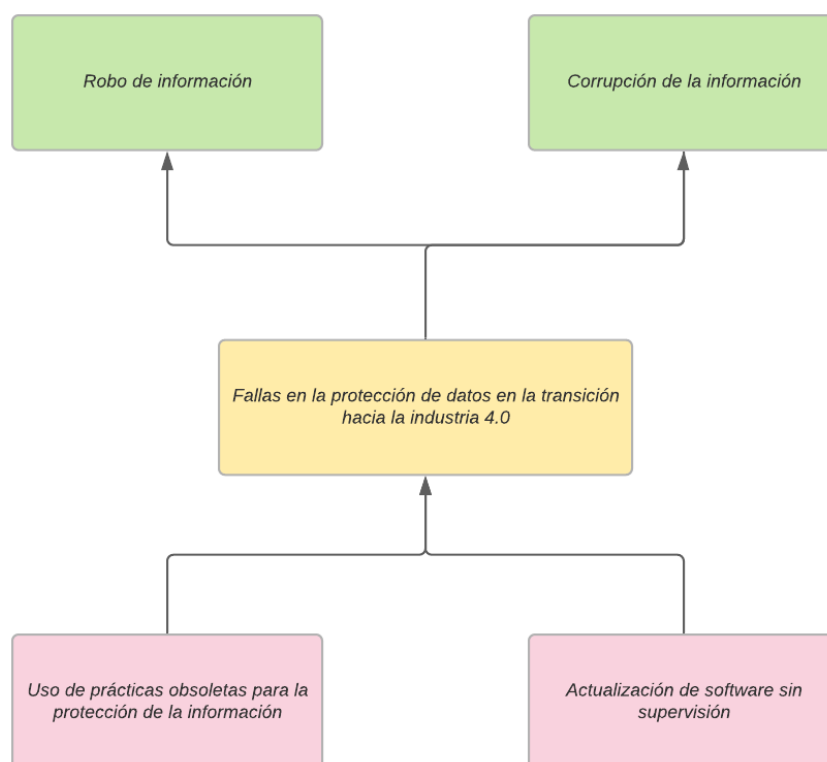 Robo de información
Corrupción de la información
Fallas en la protección de datos en la transición
hacia la industria 4.0
Uso de prácticas obsoletas para la
protección de la información
Actualización de software sin
supervisión